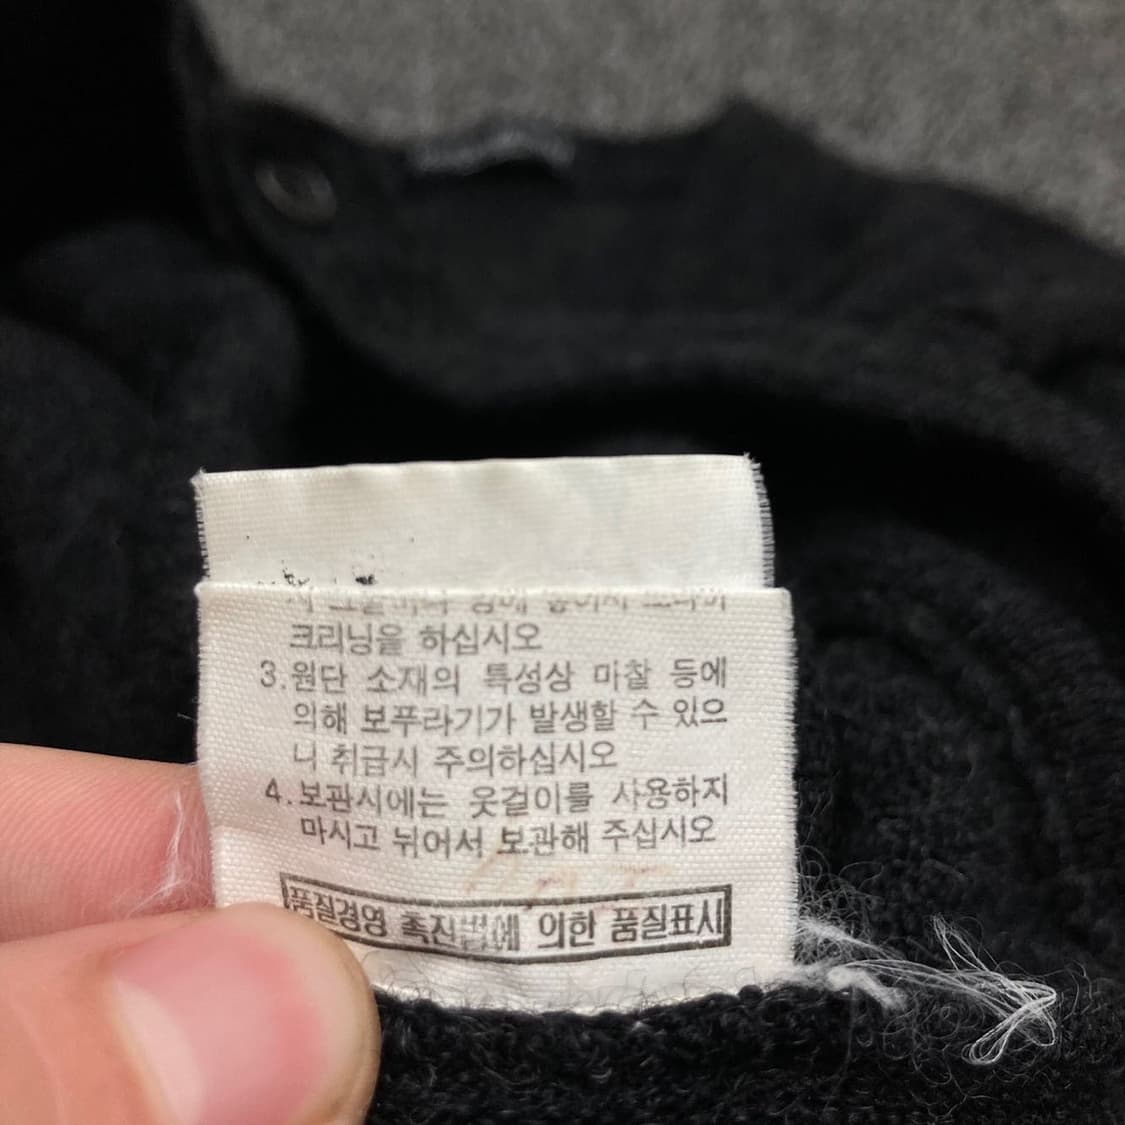 크리닝을 하십시오
3.원단 소재의 특성상 마찰 등에
의해 보푸라기가 발생할 수 있으
니 취급시 주의하십시오
4.보관시에는 옷걸이를 사용하지
마시고 뉘어서 보관해 주십시오
품질경영 촉진법에 의한 품질표시